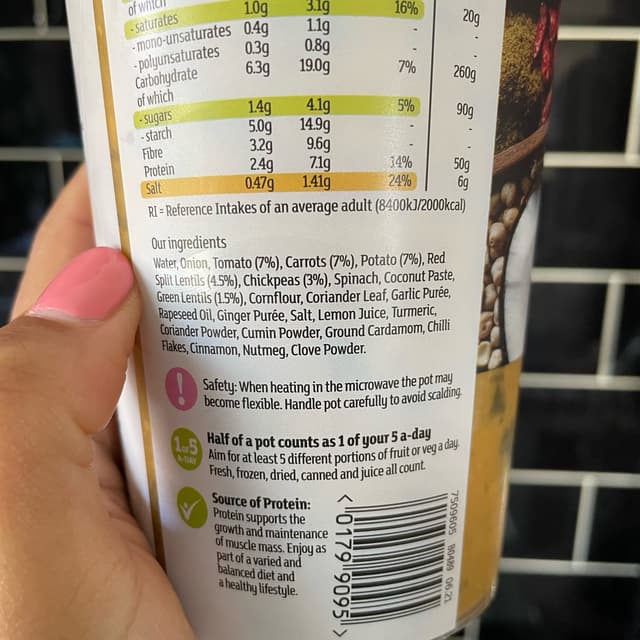 of which
- saturates 1.0g 3.1g 16% 20g
- mono-unsaturates 0.4g 1.1g - -
- polyunsaturates 0.3g 0.8g - -
Carbohydrate 6.3g 19.0g 7% 260g
of which
- sugars 1.4g 4.1g 5% 90g
- starch 5.0g 14.9g - -
Fibre 3.2g 9.6g - -
Protein 2.4g 7.1g 14% 50g
Salt 0.47g 1.41g 24% 6g
RI = Reference Intakes of an average adult (8400kJ/2000kcal)
Our ingredients
Water, Onion, Tomato (7%), Carrots (7%), Potato (7%), Red
Split Lentils (4.5%), Chickpeas (3%), Spinach, Coconut Paste,
Green Lentils (1.5%), Cornflour, Coriander Leaf, Garlic Purée,
Rapeseed Oil, Ginger Purée, Salt, Lemon Juice, Turmeric,
Coriander Powder, Cumin Powder, Ground Cardamom, Chilli
Flakes, Cinnamon, Nutmeg, Clove Powder.
!
Safety: When heating in the microwave the pot may
become flexible. Handle pot carefully to avoid scalding.
1 of 5
A-DAY
Half of a pot counts as 1 of your 5 a-day
Aim for at least 5 different portions of fruit or veg a day.
Fresh, frozen, dried, canned and juice all count.
Source of Protein:
Protein supports the
growth and maintenance
of muscle mass. Enjoy as
part of a varied and
balanced diet and
a healthy lifestyle.
< 0179 9095 >
7509605 86489 06.21.